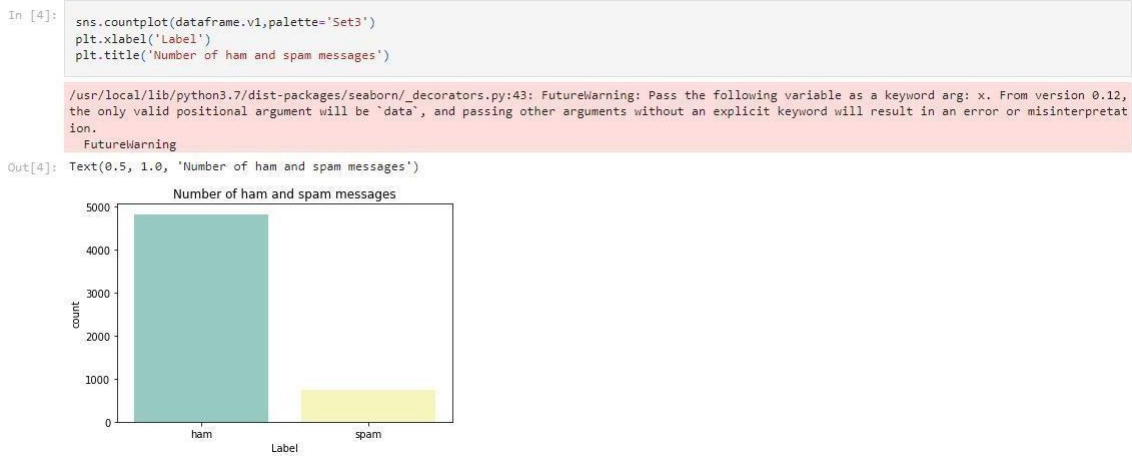 In [4]:
sns.countplot(dataframe.v1,palette='Set3')
plt.xlabel('Label')
plt.title('Number of ham and spam messages')
/usr/local/lib/python3.7/dist-packages/seaborn/_decorators.py:43: FutureWarning: Pass the following variable as a keyword arg: x. From version 0.12,
the only valid positional argument will be `data`, and passing other arguments without an explicit keyword will result in an error or misinterpretat
ion.
FutureWarning
Out[4]: Text(0.5, 1.0, 'Number of ham and spam messages')
Number of ham and spam messages
5000
4000
3000
2000
1000
0
count
ham spam
Label